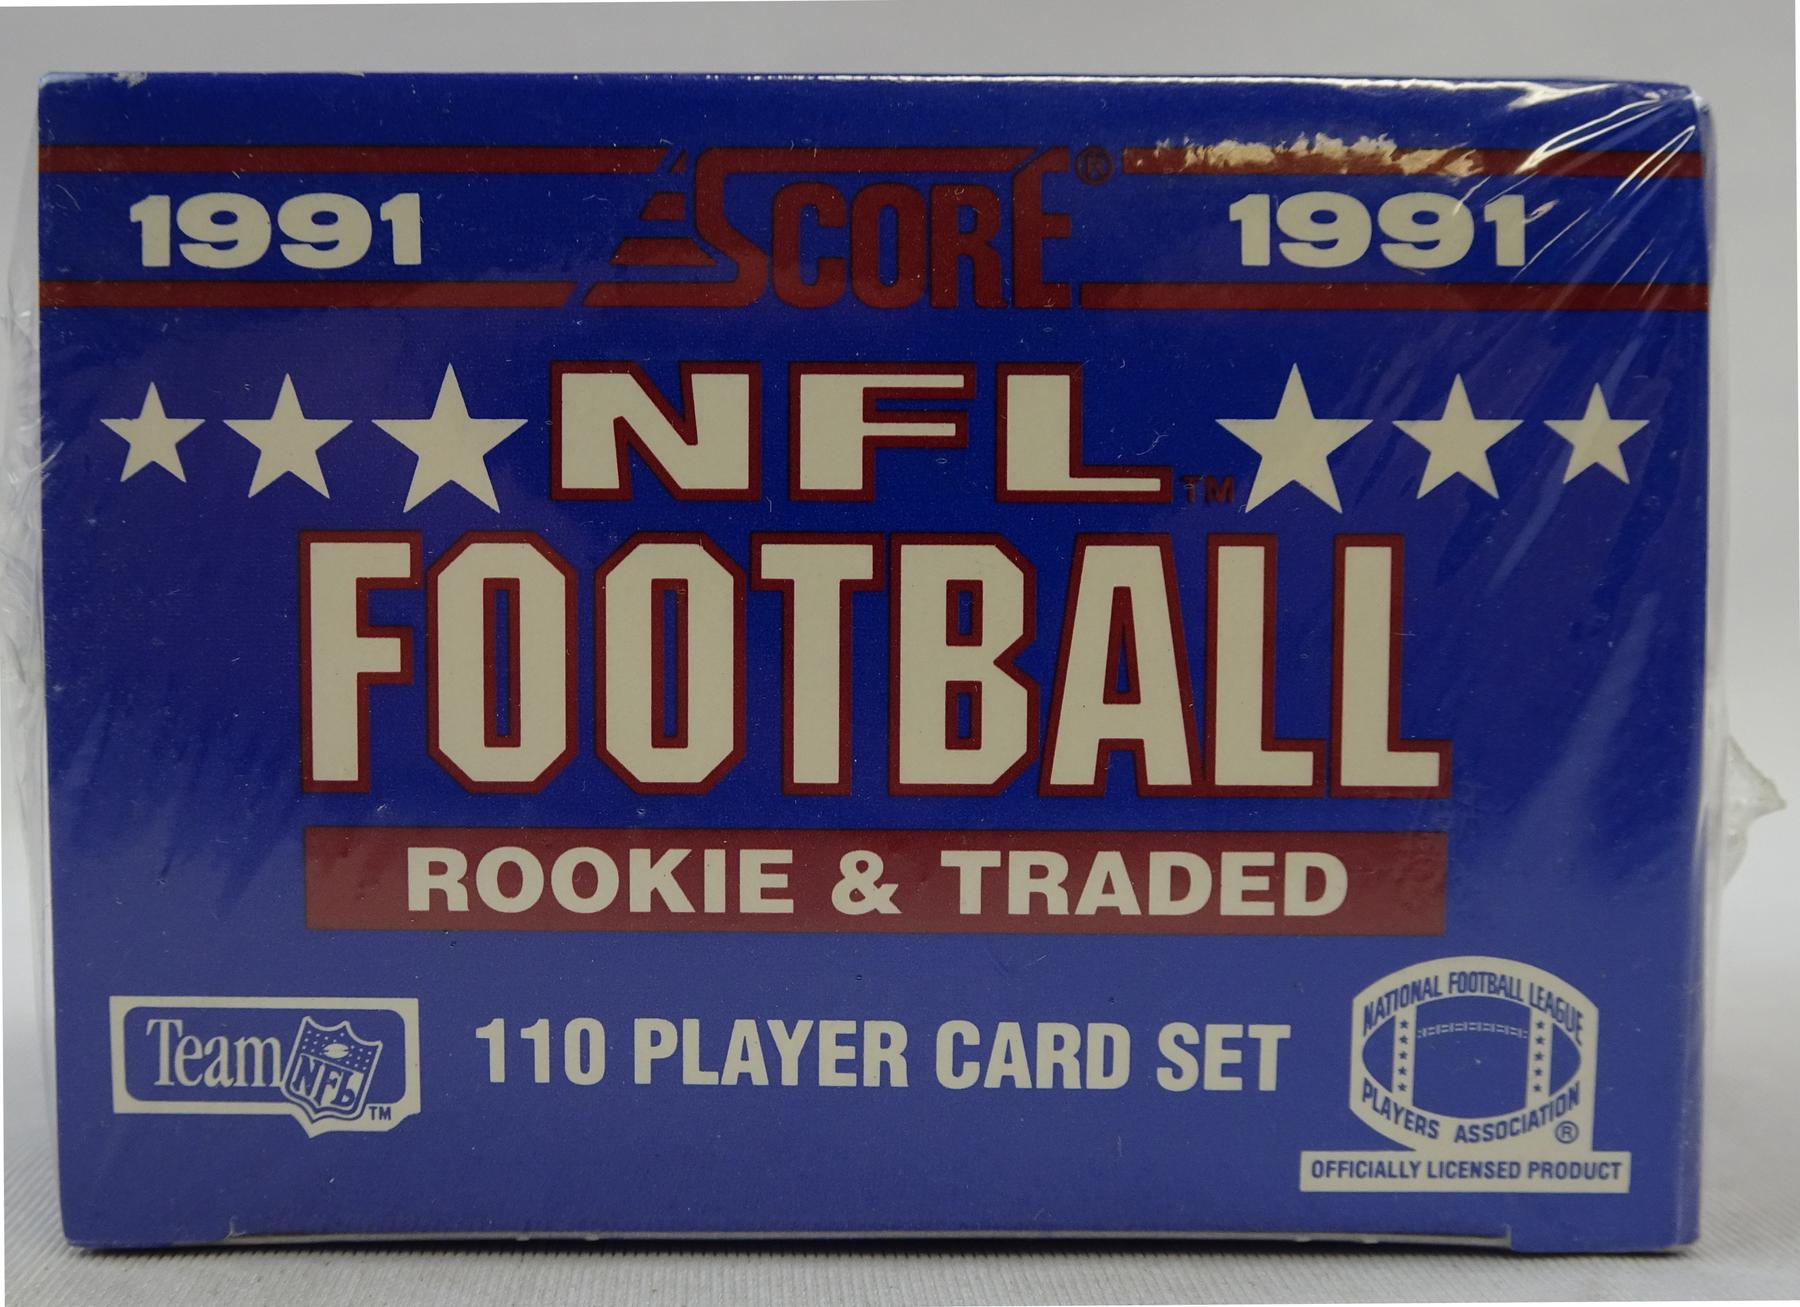 1991 SCORE® 1991
NFL™
FOOTBALL
ROOKIE & TRADED
Team NFL™
110 PLAYER CARD SET
NATIONAL FOOTBALL LEAGUE
PLAYERS ASSOCIATION®
OFFICIALLY LICENSED PRODUCT